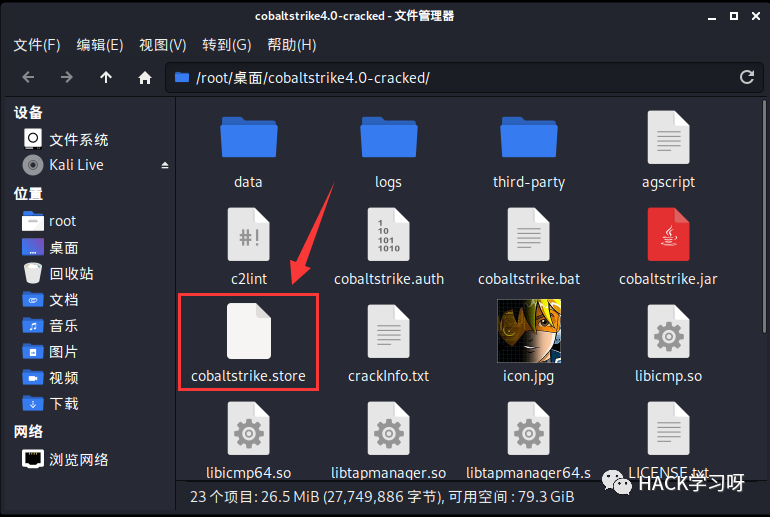 cobaltstrike4.0-cracked - 文件管理器
文件(F) 编辑(E) 视图(V) 转到(G) 帮助(H)
/root/桌面/cobaltstrike4.0-cracked/
设备
文件系统
Kali Live
位置
root
桌面
回收站
文档
音乐
图片
视频
下载
网络
浏览网络
data logs third-party agscript
#! 1 10 101 1010
c2lint cobaltstrike.auth cobaltstrike.bat cobaltstrike.jar
cobaltstrike.store crackInfo.txt icon.jpg libicmp.so
libicmp64.so libtapmanager.so libtapmanager64.s LICENSE.txt
HACK学习呀
23 个项目: 26.5 MiB (27,749,886 字节), 可用空间 : 79.3 GiB